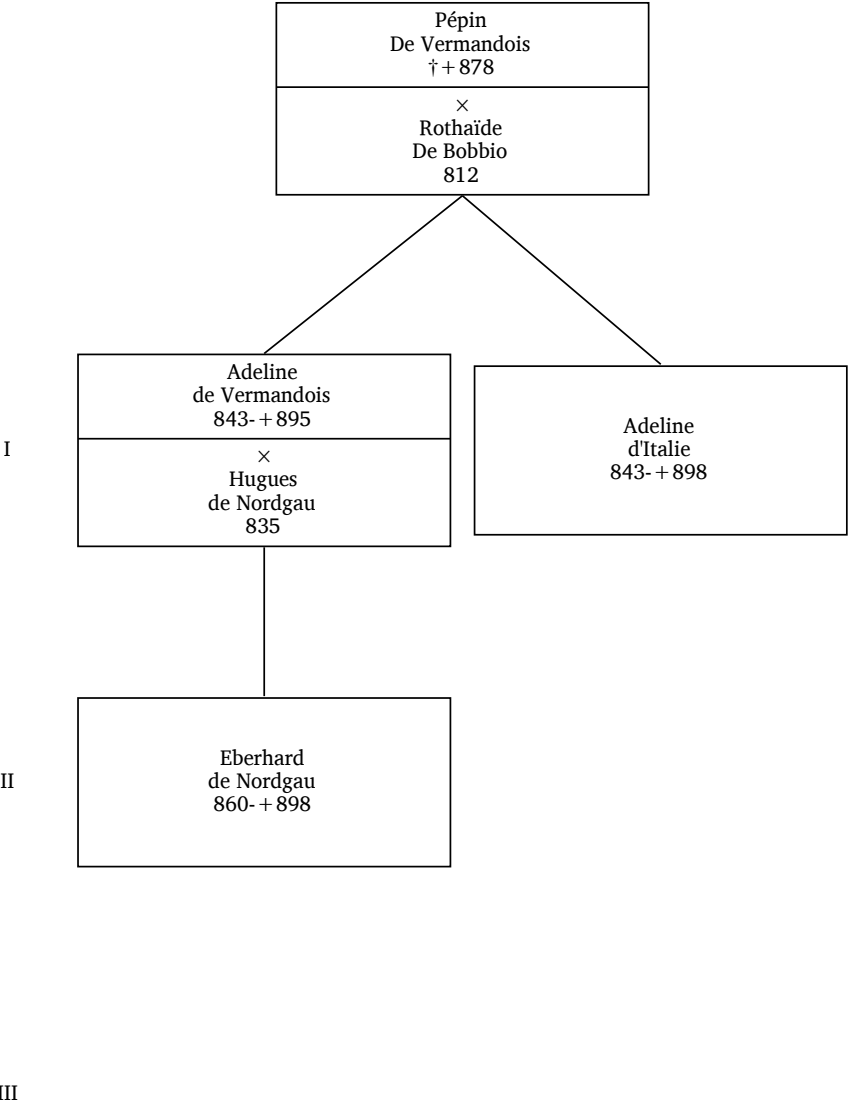 Pépin
De Vermandois
†+878
×
Rothaïde
De Bobbio
812
Adeline
de Vermandois
843-+895
×
Hugues
de Nordgau
835
Adeline
d'Italie
843-+898
I
Eberhard
de Nordgau
860-+898
II
III